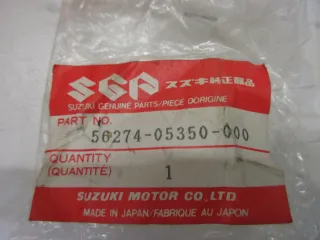 SGP スズキ純正部品
SUZUKI GENUINE PARTS/PIECE D'ORIGINE
PART NO.
56274-05350-000
QUANTITY
(QUANTITÉ) 1
SUZUKI MOTOR CO.,LTD
MADE IN JAPAN/FABRIQUE AU JAPON